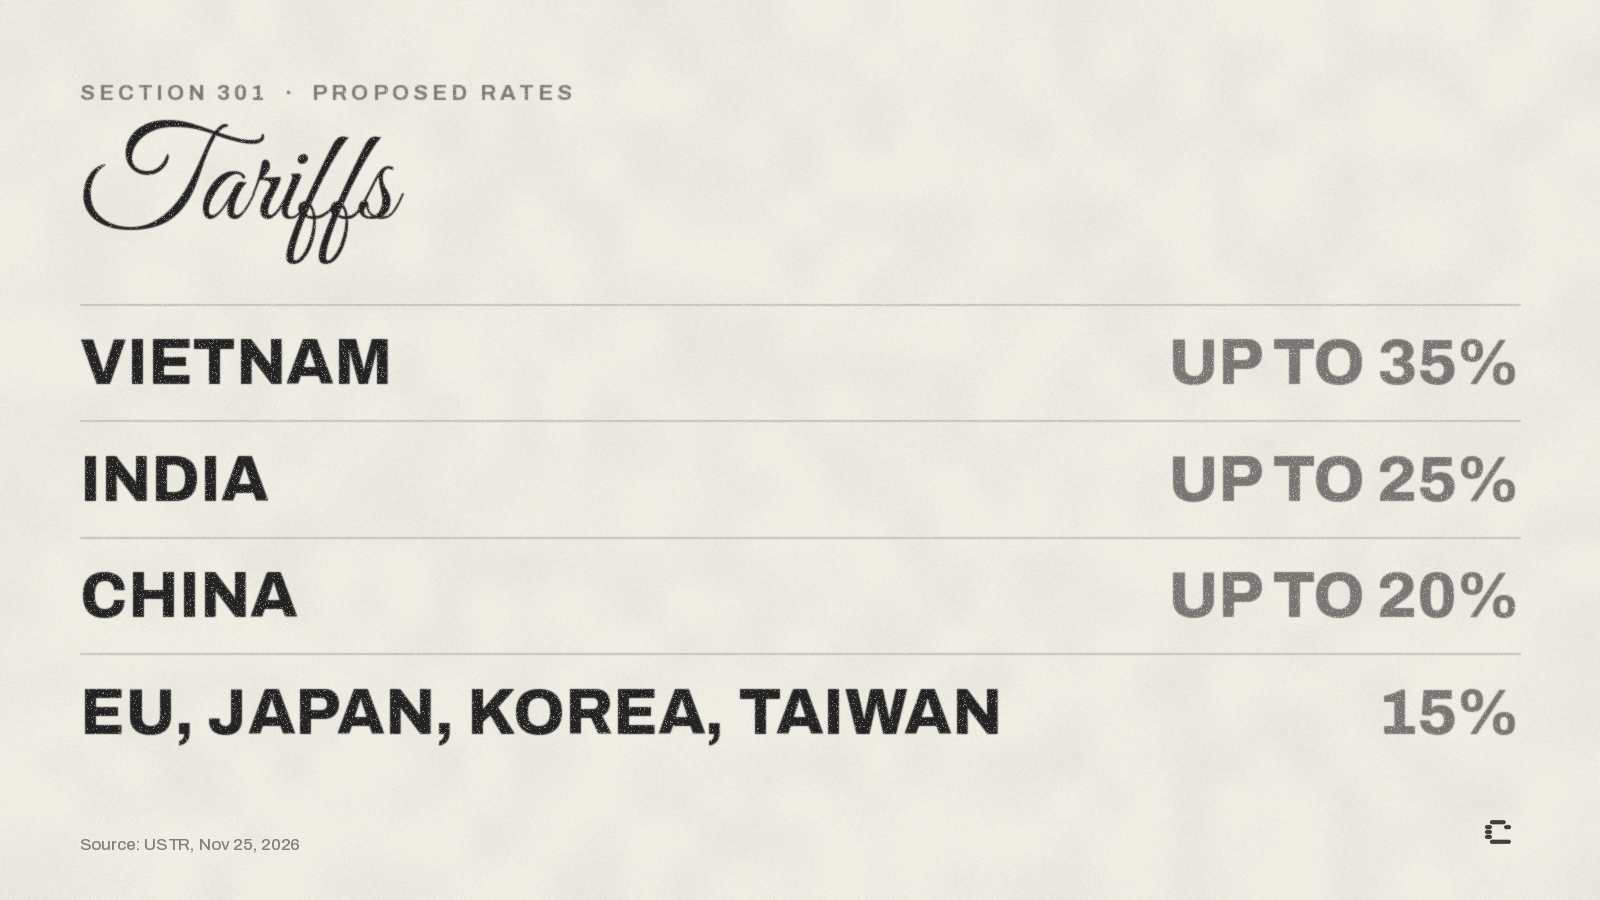 SECTION 301 · PROPOSED RATES
Tariffs
VIETNAM UP TO 35%
INDIA UP TO 25%
CHINA UP TO 20%
EU, JAPAN, KOREA, TAIWAN 15%
Source: USTR, Nov 25, 2026